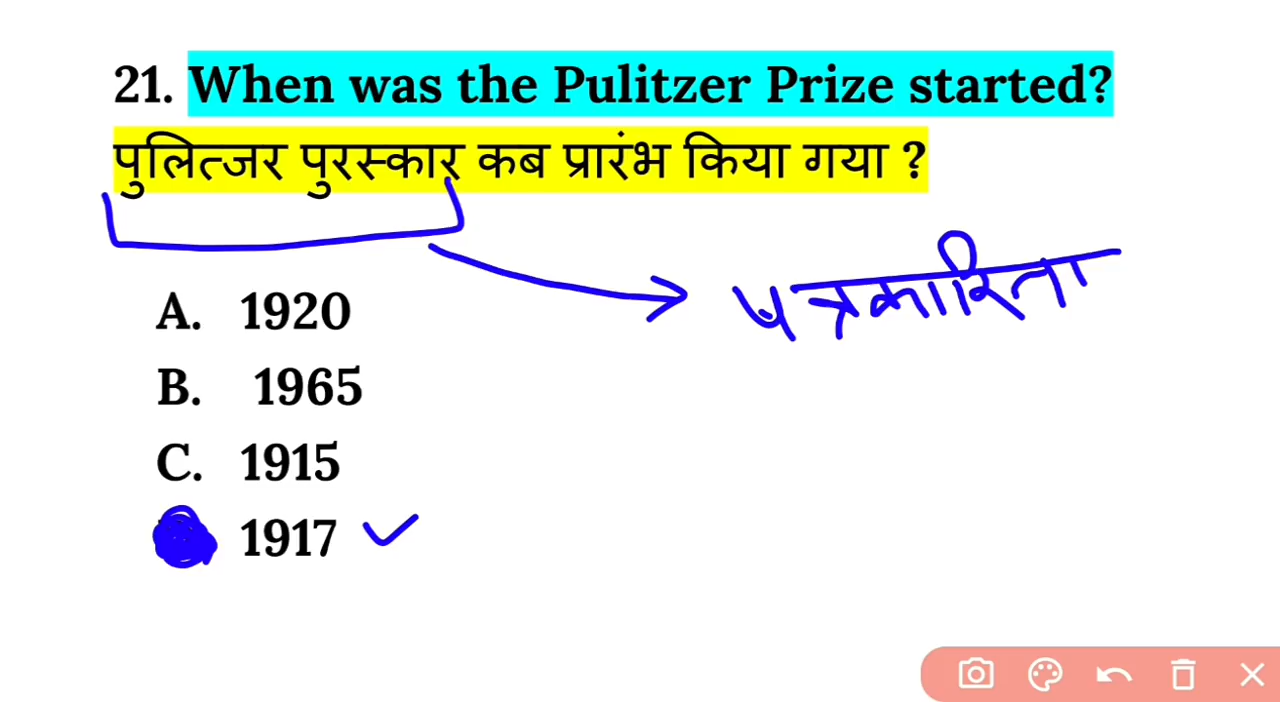 21. When was the Pulitzer Prize started?
पुलित्जर पुरस्कार कब प्रारंभ किया गया ?
पत्रकारिता
A. 1920
B. 1965
C. 1915
1917